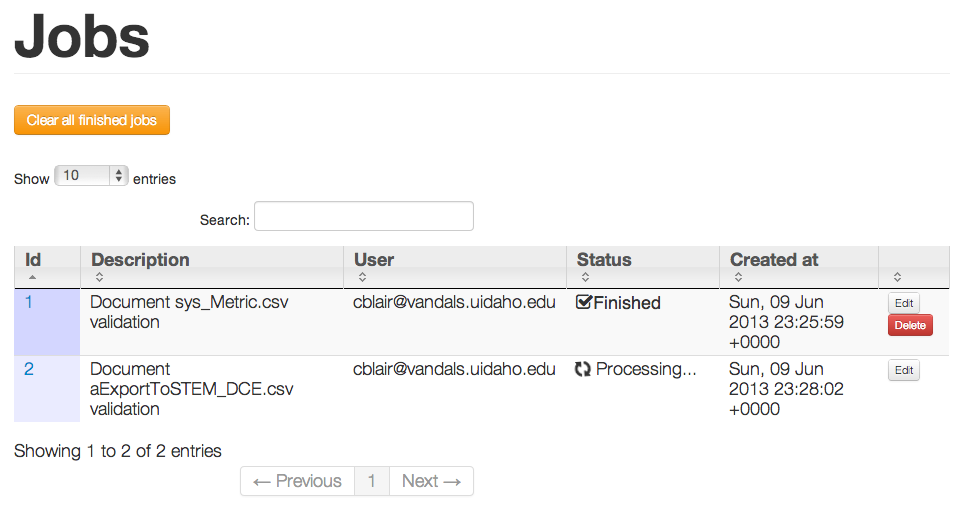 Jobs
Clear all finished jobs
Show 10 entries
Search:
Id Description User Status Created at
1 Document sys_Metric.csv cblair@vandals.uidaho.edu Finished Sun, 09 Jun Edit
validation 2013 23:25:59 Delete
+0000
2 Document cblair@vandals.uidaho.edu Processing... Sun, 09 Jun Edit
aExportToSTEM_DCE.csv 2013 23:28:02
validation +0000
Showing 1 to 2 of 2 entries
← Previous 1 Next →